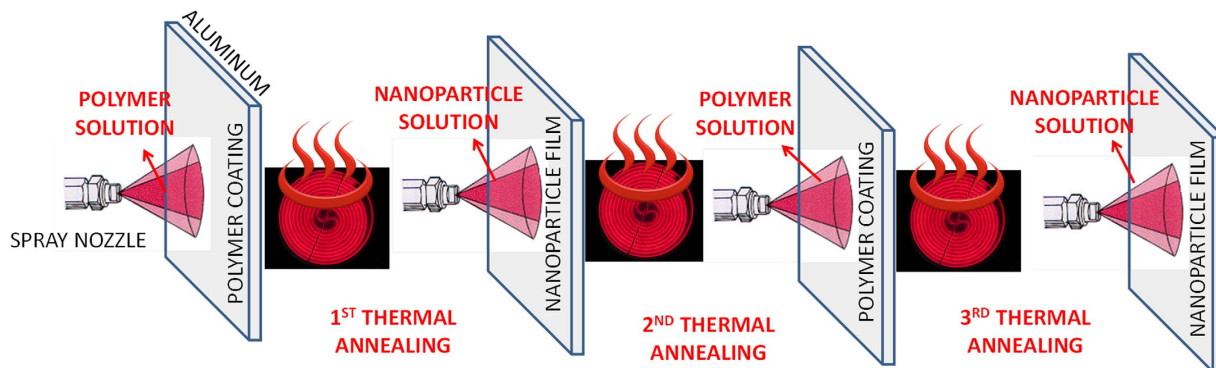 ALUMINUM
POLYMER
SOLUTION
POLYMER COATING
SPRAY NOZZLE
1ST THERMAL
ANNEALING
NANOPARTICLE
SOLUTION
NANOPARTICLE FILM
2ND THERMAL
ANNEALING
POLYMER
SOLUTION
POLYMER COATING
3RD THERMAL
ANNEALING
NANOPARTICLE
SOLUTION
NANOPARTICLE FILM